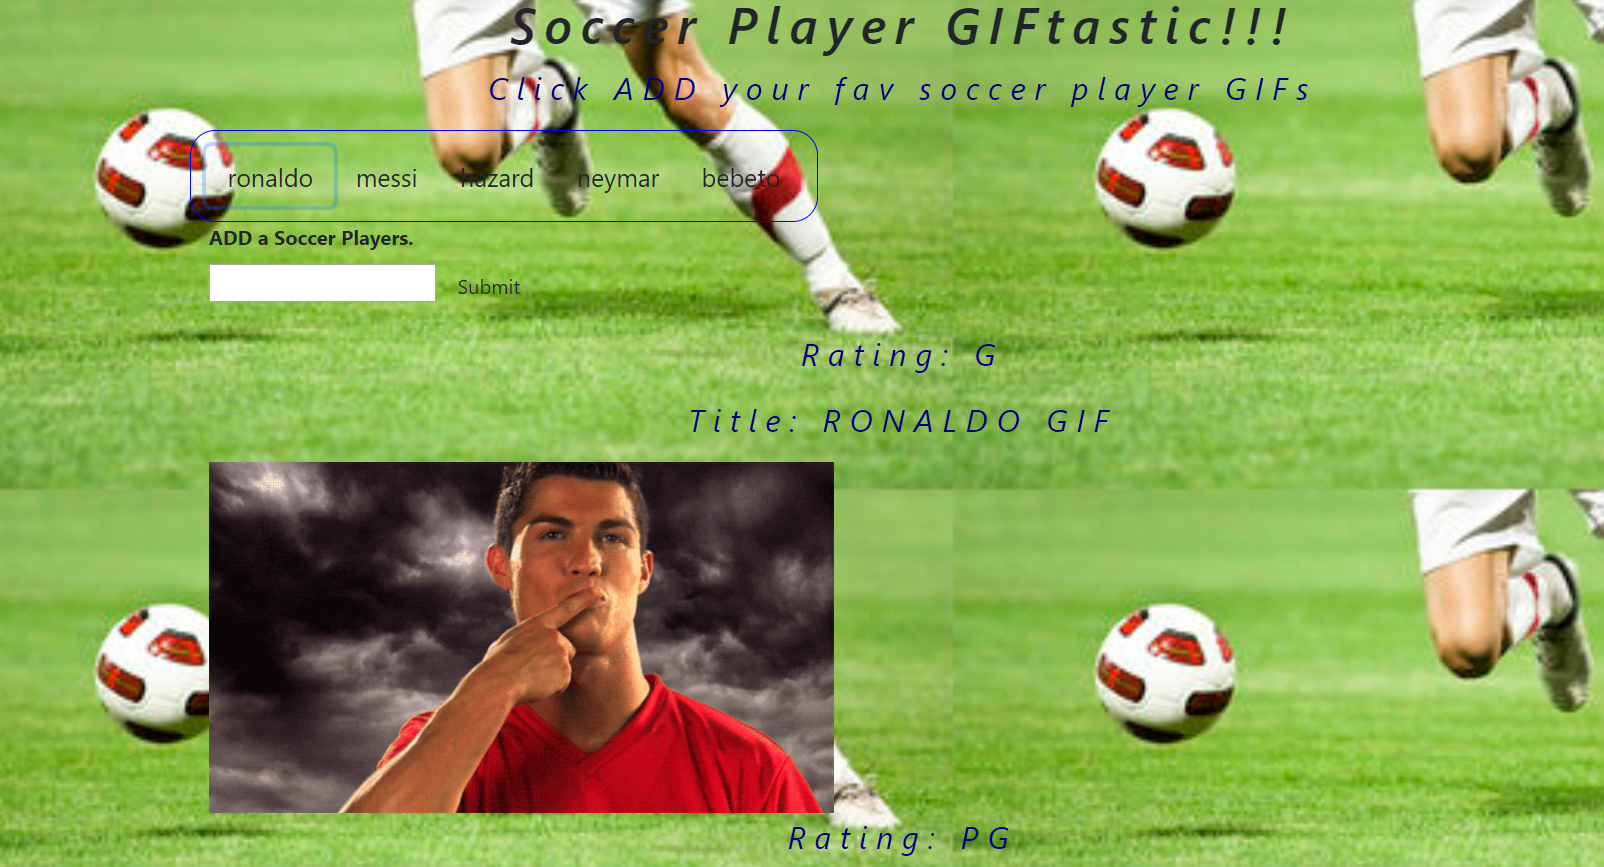 Soccer Player GIFtastic!!!
Click ADD your fav soccer player GIFs
ronaldo messi hazard neymar bebeto
ADD a Soccer Players.
Submit
Rating: G
Title: RONALDO GIF
Rating: PG